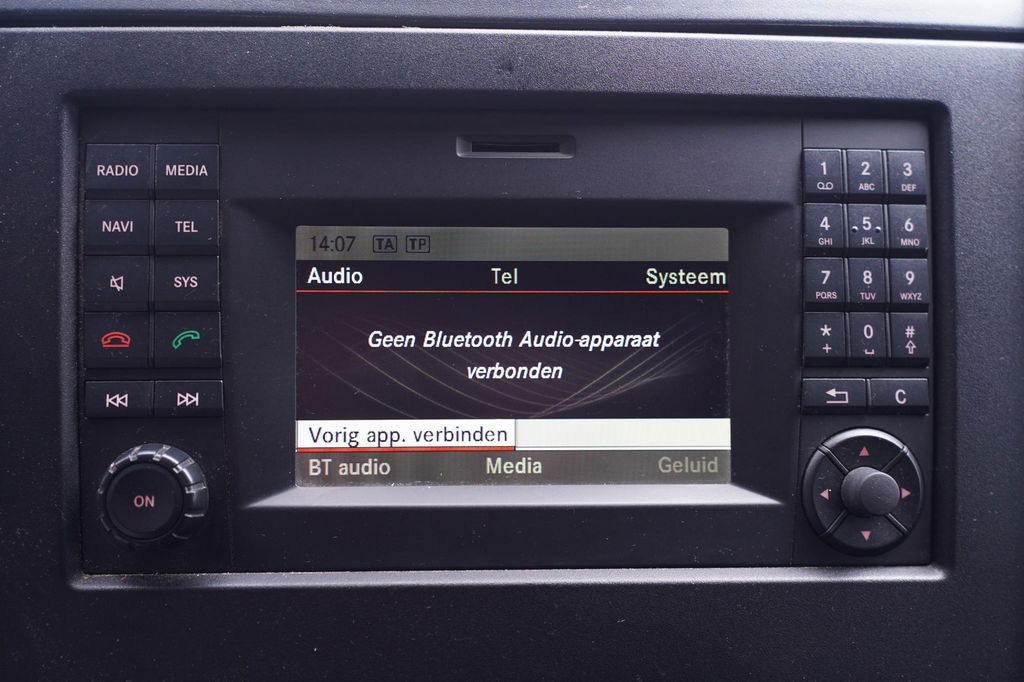 RADIO MEDIA
NAVI TEL
SYS
ON
14:07 TA TP
Audio Tel Systeem
Geen Bluetooth Audio-apparaat
verbonden
Vorig app. verbinden
BT audio Media Geluid
1 2 3
ABC DEF
4 5 6
GHI JKL MNO
7 8 9
PQRS TUV WXYZ
* 0 #
+
C